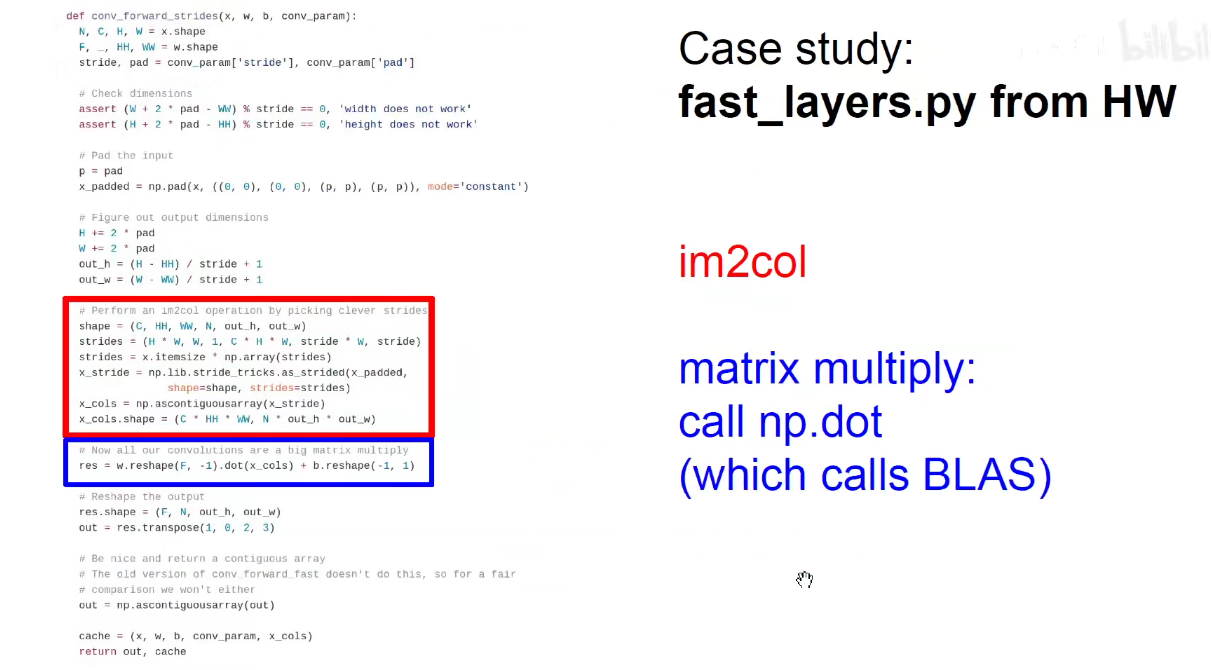 def conv_forward_strides(x, w, b, conv_param):
N, C, H, W = x.shape
F, _, HH, WW = w.shape
stride, pad = conv_param['stride'], conv_param['pad']
# Check dimensions
assert (W + 2 * pad - WW) % stride == 0, 'width does not work'
assert (H + 2 * pad - HH) % stride == 0, 'height does not work'
# Pad the input
p = pad
x_padded = np.pad(x, ((0, 0), (0, 0), (p, p), (p, p)), mode='constant')
# Figure out output dimensions
H += 2 * pad
W += 2 * pad
out_h = (H - HH) / stride + 1
out_w = (W - WW) / stride + 1
# Perform an im2col operation by picking clever strides
shape = (C, HH, WW, N, out_h, out_w)
strides = (H * W, W, 1, C * H * W, stride * W, stride)
strides = x.itemsize * np.array(strides)
x_stride = np.lib.stride_tricks.as_strided(x_padded,
shape=shape, strides=strides)
x_cols = np.ascontiguousarray(x_stride)
x_cols.shape = (C * HH * WW, N * out_h * out_w)
# Now all our convolutions are a big matrix multiply
res = w.reshape(F, -1).dot(x_cols) + b.reshape(-1, 1)
# Reshape the output
res.shape = (F, N, out_h, out_w)
out = res.transpose(1, 0, 2, 3)
# Be nice and return a contiguous array
# The old version of conv_forward_fast doesn't do this, so for a fair
# comparison we won't either
out = np.ascontiguousarray(out)
cache = (x, w, b, conv_param, x_cols)
return out, cache
Case study:
fast_layers.py from HW
im2col
matrix multiply:
call np.dot
(which calls BLAS)